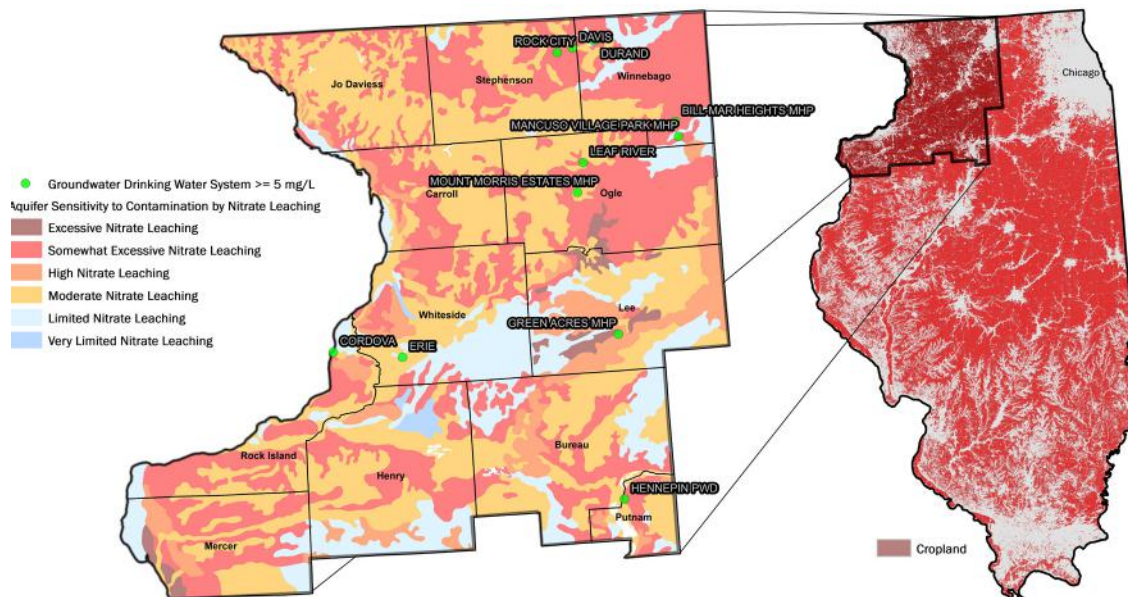 ROCK CITY
DAVIS
DURAND
Jo Daviess
Stephenson
Winnebago
BILL-MAR HEIGHTS MHP
MANCUSO VILLAGE PARK MHP
LEAF RIVER
MOUNT MORRIS ESTATES MHP
Carroll
Ogle
Whiteside
Lee
GREEN ACRES MHP
CORDOVA
ERIE
Rock Island
Henry
Bureau
HENNEPIN PWD
Putnam
Mercer
Groundwater Drinking Water System >= 5 mg/L
Aquifer Sensitivity to Contamination by Nitrate Leaching
Excessive Nitrate Leaching
Somewhat Excessive Nitrate Leaching
High Nitrate Leaching
Moderate Nitrate Leaching
Limited Nitrate Leaching
Very Limited Nitrate Leaching
Chicago
Cropland